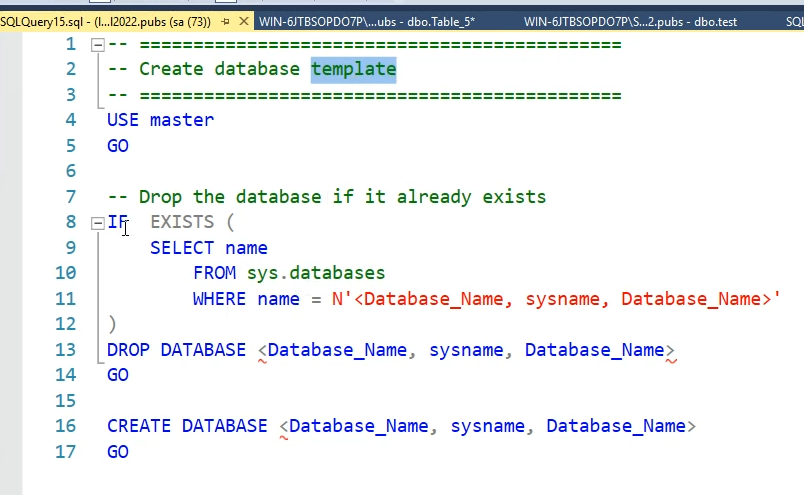 SQLQuery15.sql - (l...l2022.pubs (sa (73)) WIN-6JTBSOPDO7P\...ubs - dbo.Table_5* WIN-6JTBSOPDO7P\S...2.pubs - dbo.test SQL
1 -- =============================================
2 -- Create database template
3 -- =============================================
4 USE master
5 GO
6
7 -- Drop the database if it already exists
8 IF  EXISTS (
9 SELECT name
10 FROM sys.databases
11 WHERE name = N'<Database_Name, sysname, Database_Name>'
12 )
13 DROP DATABASE <Database_Name, sysname, Database_Name>
14 GO
15
16 CREATE DATABASE <Database_Name, sysname, Database_Name>
17 GO